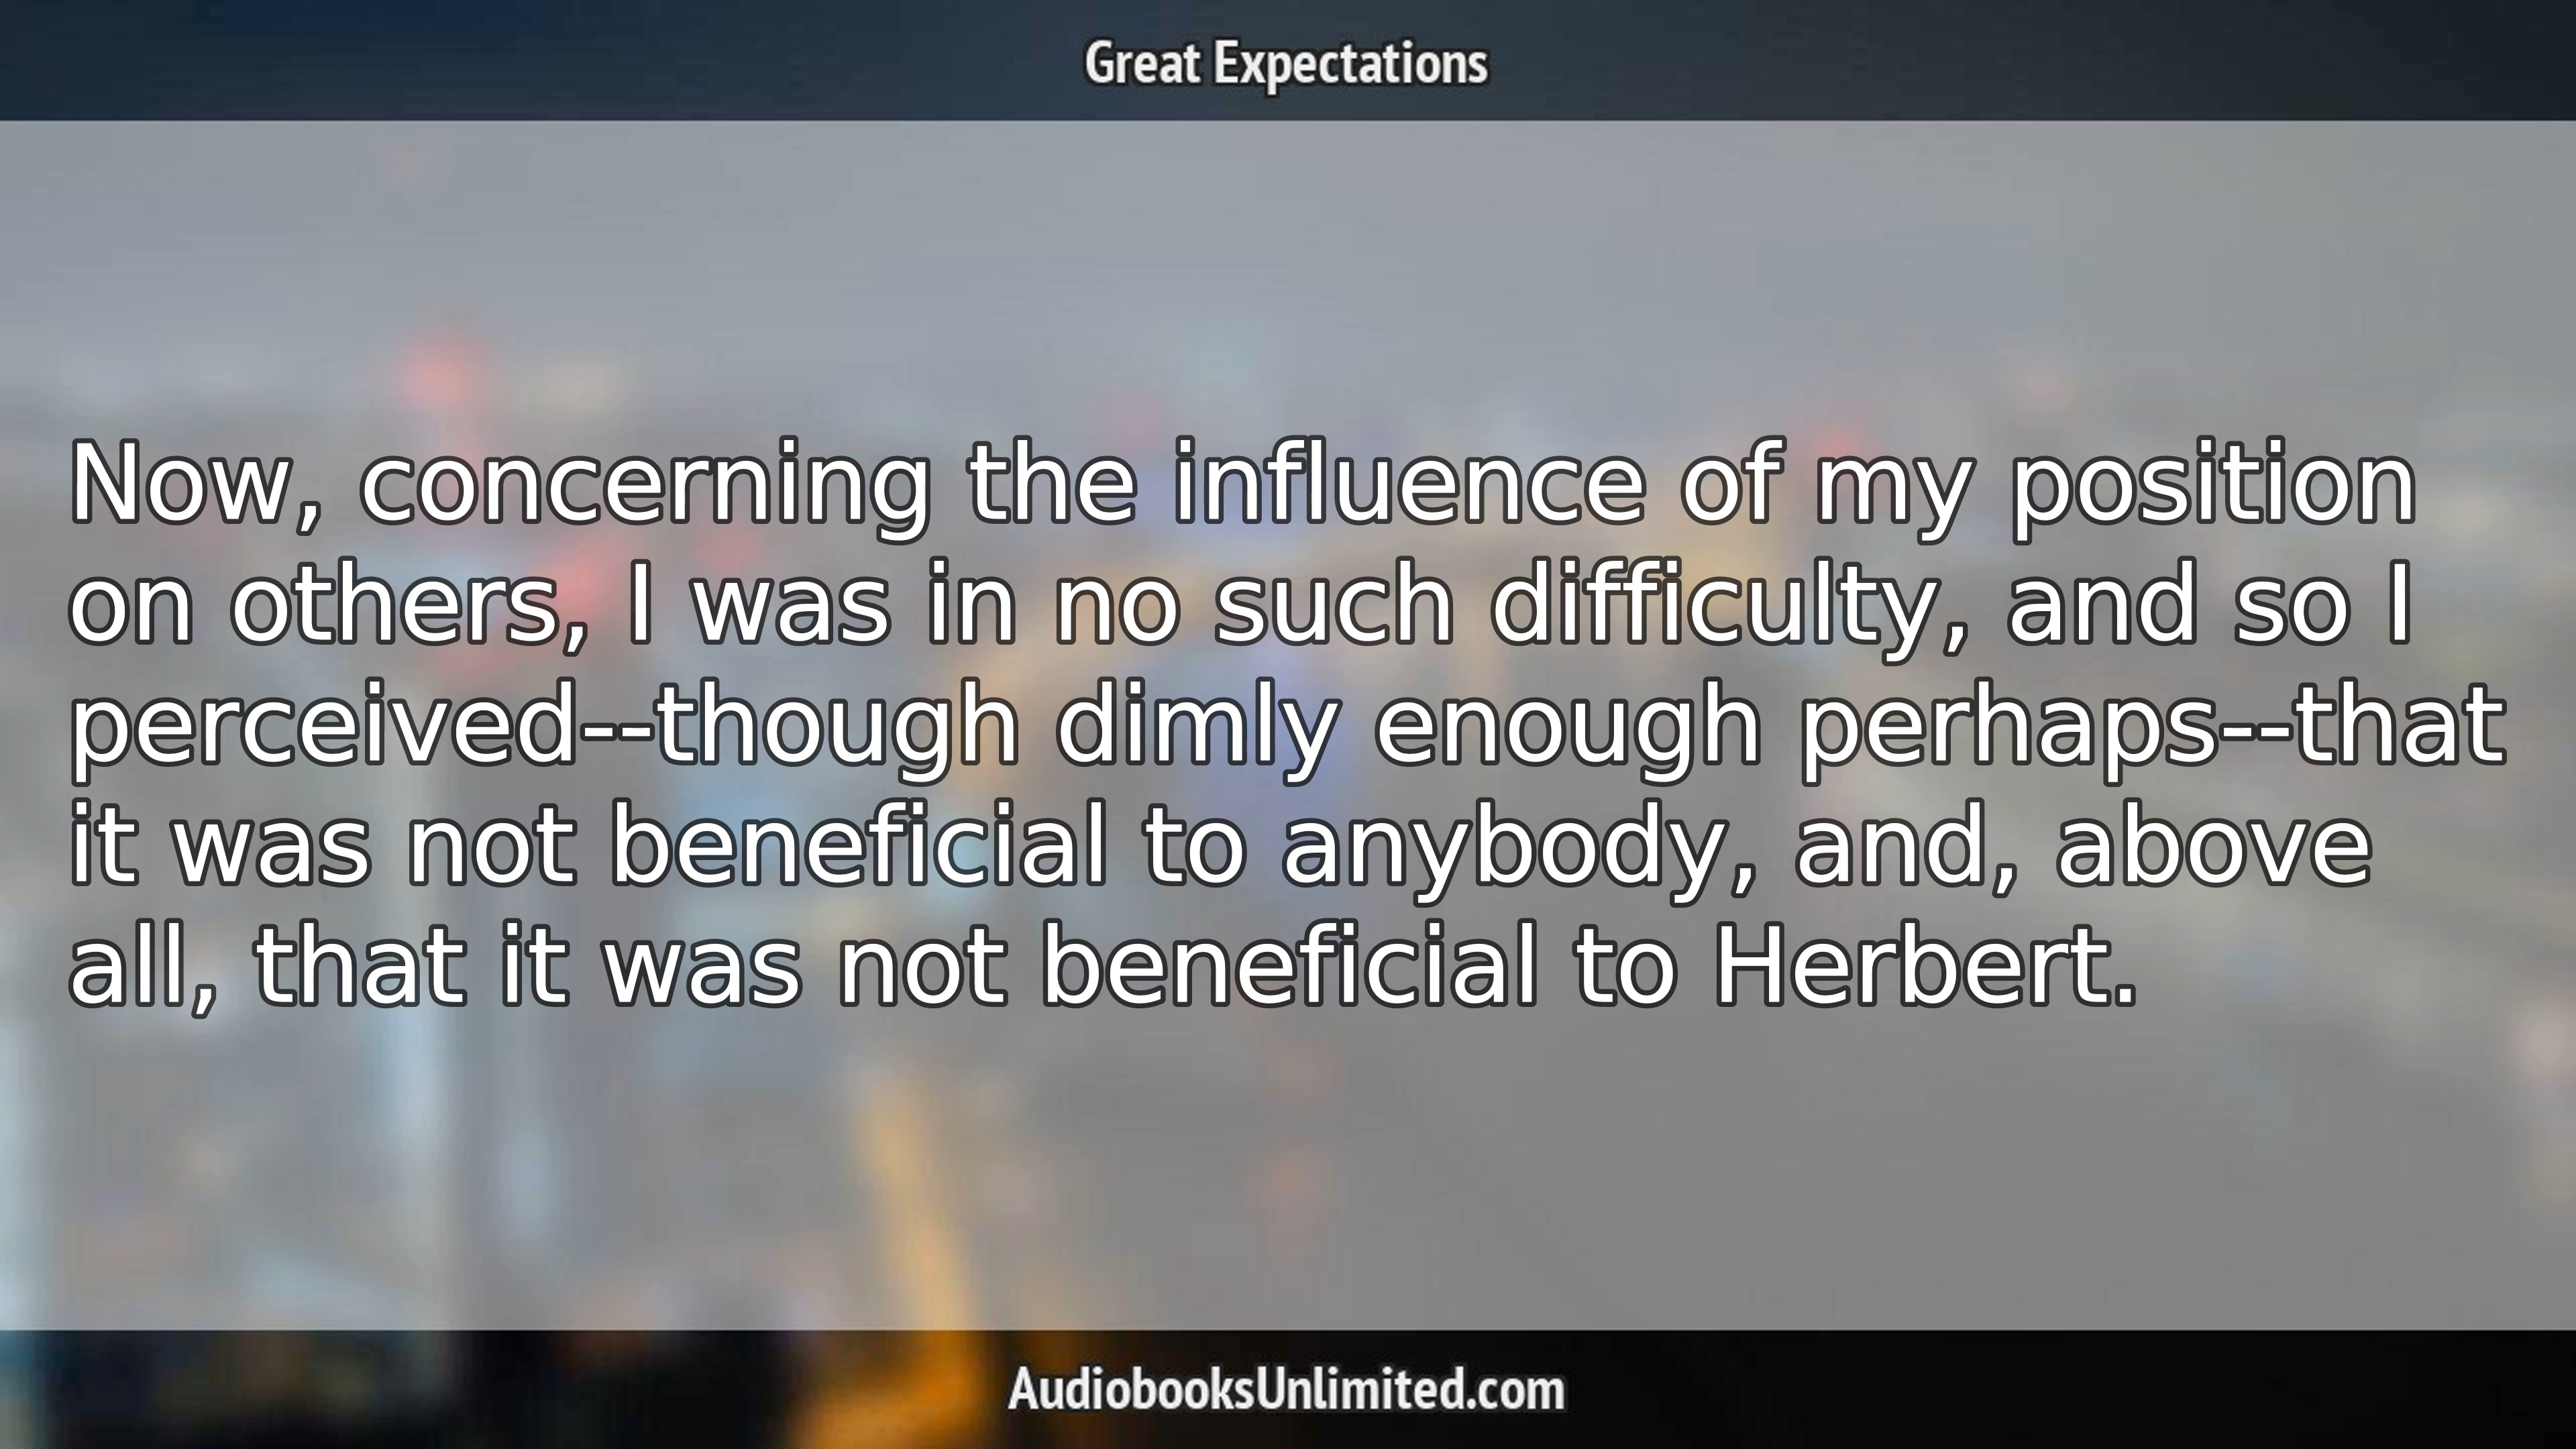 Great Expectations
Now, concerning the influence of my position
on others, I was in no such difficulty, and so I
perceived--though dimly enough perhaps--that
it was not beneficial to anybody, and, above
all, that it was not beneficial to Herbert.
AudiobooksUnlimited.com